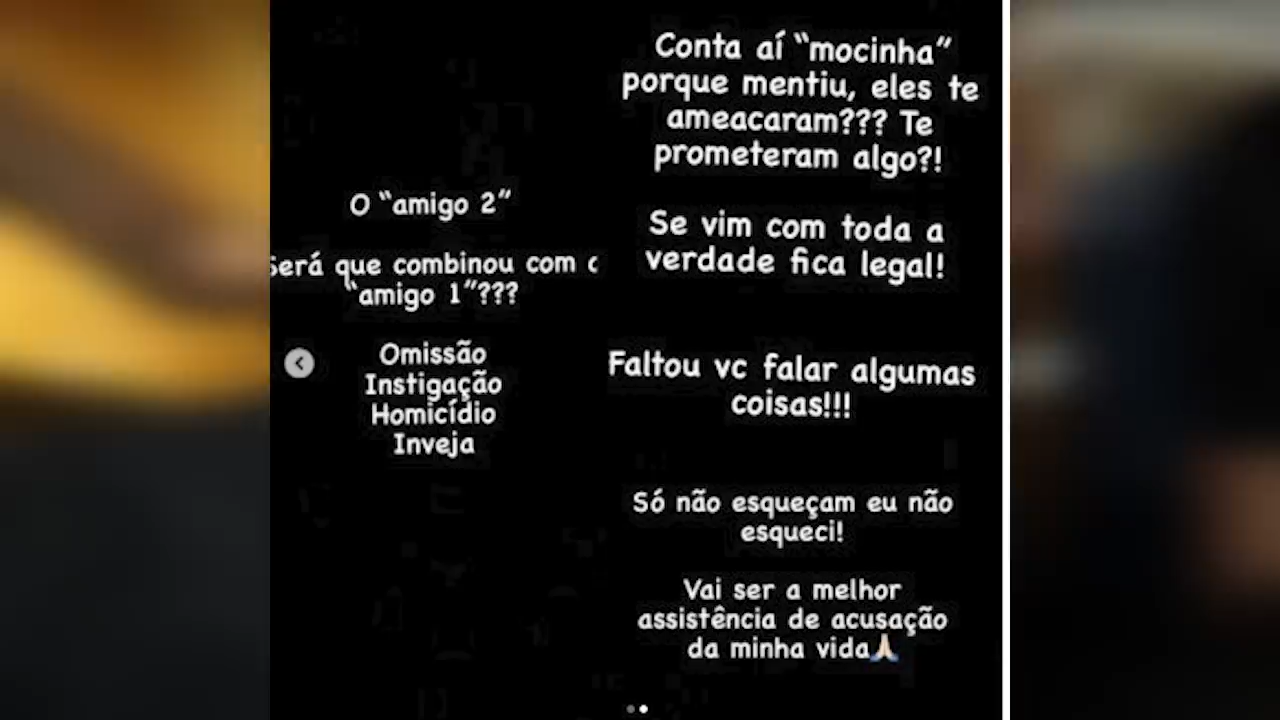 O “amigo 2”
Será que combinou com o
“amigo 1”???
Omissão
Instigação
Homicídio
Inveja
Conta aí “mocinha”
porque mentiu, eles te
ameacaram??? Te
prometeram algo?!
Se vim com toda a
verdade fica legal!
Faltou vc falar algumas
coisas!!!
Só não esqueçam eu não
esqueci!
Vai ser a melhor
assistência de acusação
da minha vida🙏🏻